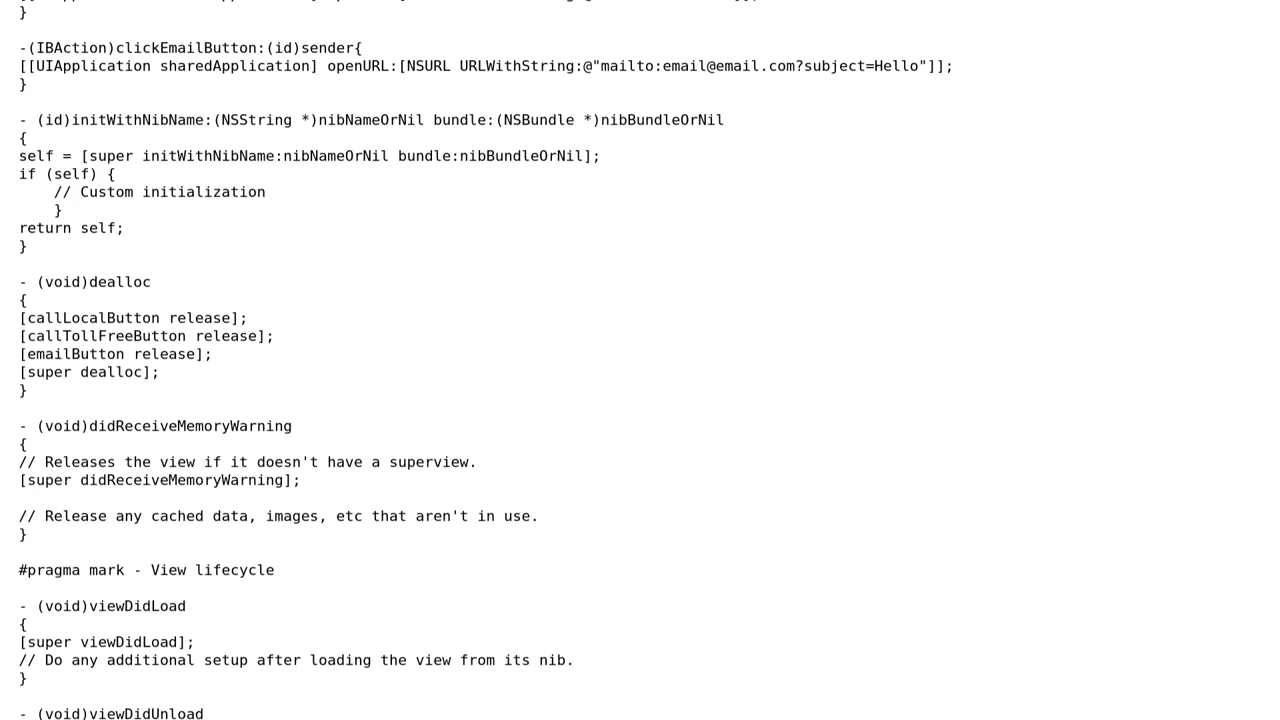 }

-(IBAction)clickEmailButton:(id)sender{
[[UIApplication sharedApplication] openURL:[NSURL URLWithString:@"mailto:email@email.com?subject=Hello"]];
}

- (id)initWithNibName:(NSString *)nibNameOrNil bundle:(NSBundle *)nibBundleOrNil
{
self = [super initWithNibName:nibNameOrNil bundle:nibBundleOrNil];
if (self) {
    // Custom initialization
    }
return self;
}

- (void)dealloc
{
[callLocalButton release];
[callTollFreeButton release];
[emailButton release];
[super dealloc];
}

- (void)didReceiveMemoryWarning
{
// Releases the view if it doesn't have a superview.
[super didReceiveMemoryWarning];

// Release any cached data, images, etc that aren't in use.
}

#pragma mark - View lifecycle

- (void)viewDidLoad
{
[super viewDidLoad];
// Do any additional setup after loading the view from its nib.
}

- (void)viewDidUnload